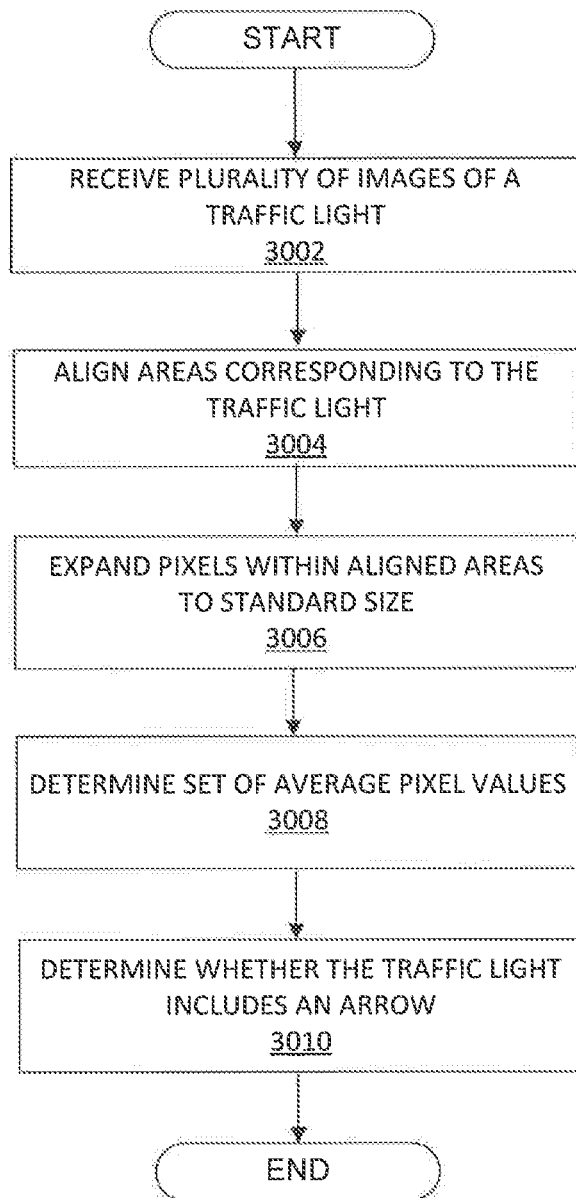 START
RECEIVE PLURALITY OF IMAGES OF A
TRAFFIC LIGHT
3002
ALIGN AREAS CORRESPONDING TO THE
TRAFFIC LIGHT
3004
EXPAND PIXELS WITHIN ALIGNED AREAS
TO STANDARD SIZE
3006
DETERMINE SET OF AVERAGE PIXEL VALUES
3008
DETERMINE WHETHER THE TRAFFIC LIGHT
INCLUDES AN ARROW
3010
END